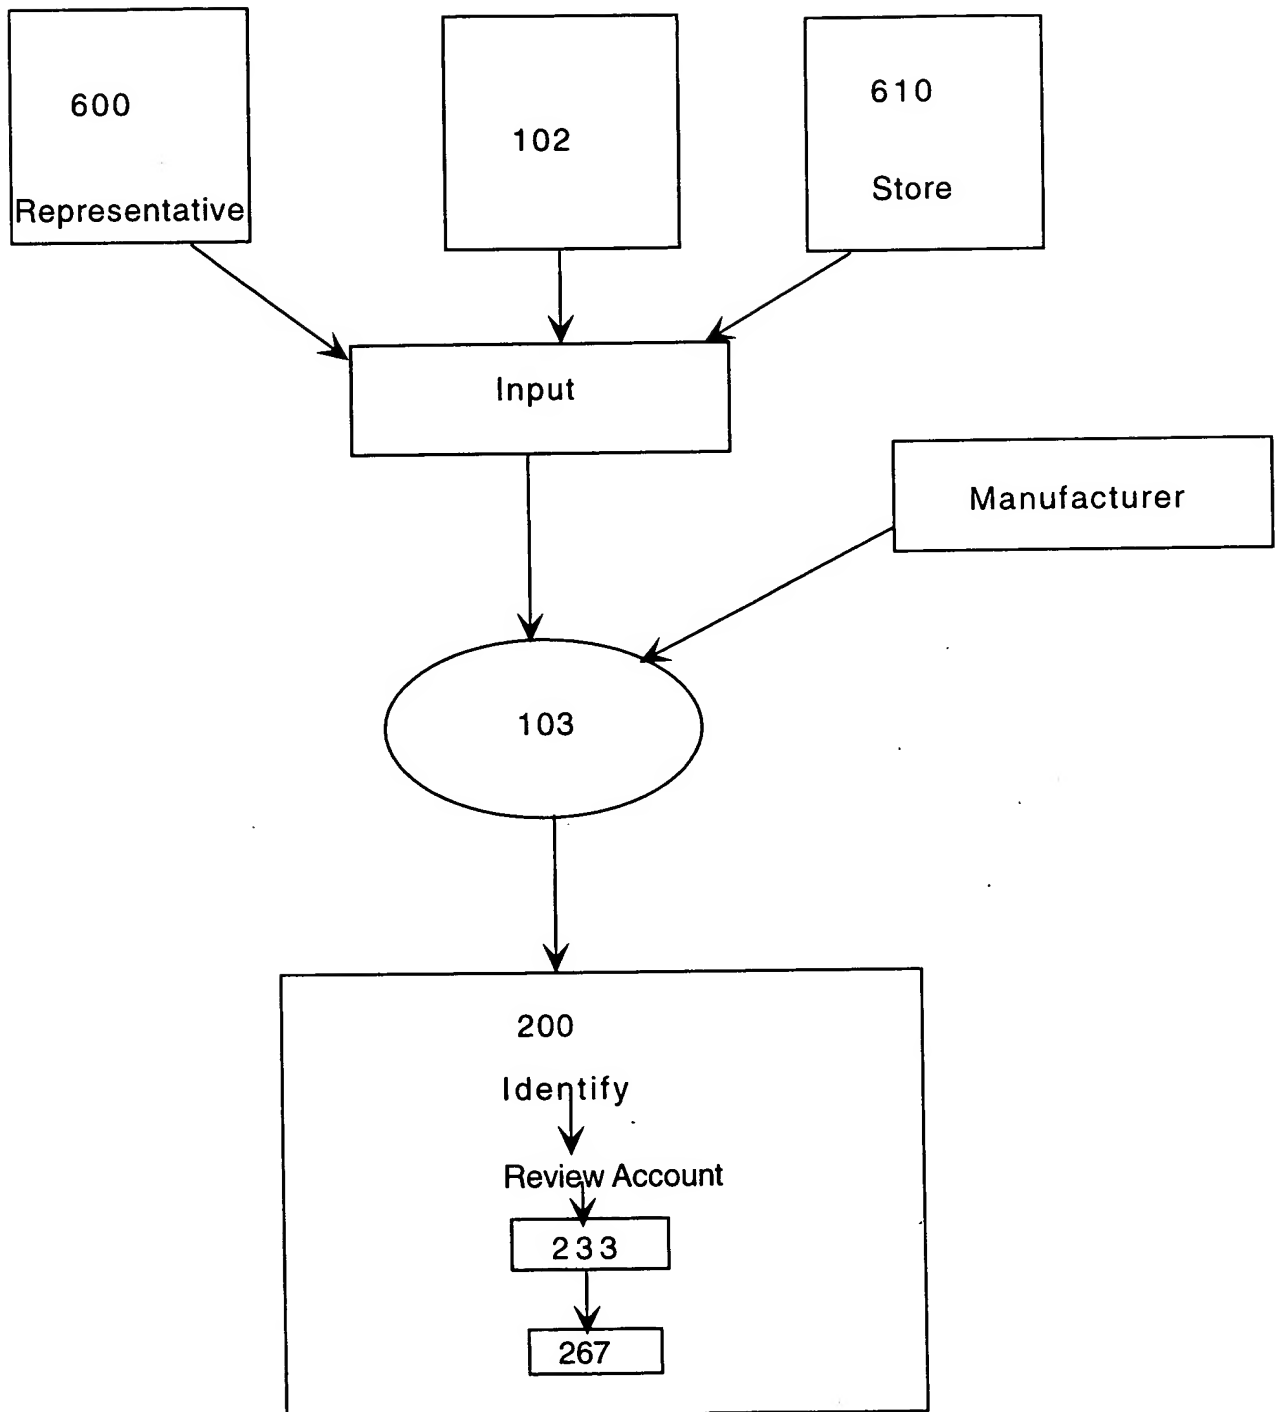 600
Representative
102
610
Store
Input
Manufacturer
103
200
Identify
Review Account
233
267